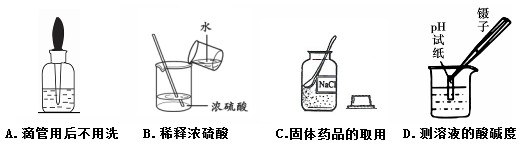 水
浓硫酸
NaCl
pH
试纸
镊子
A.滴管用后不用洗
B.稀释浓硫酸
C.固体药品的取用
D.测溶液的酸碱度